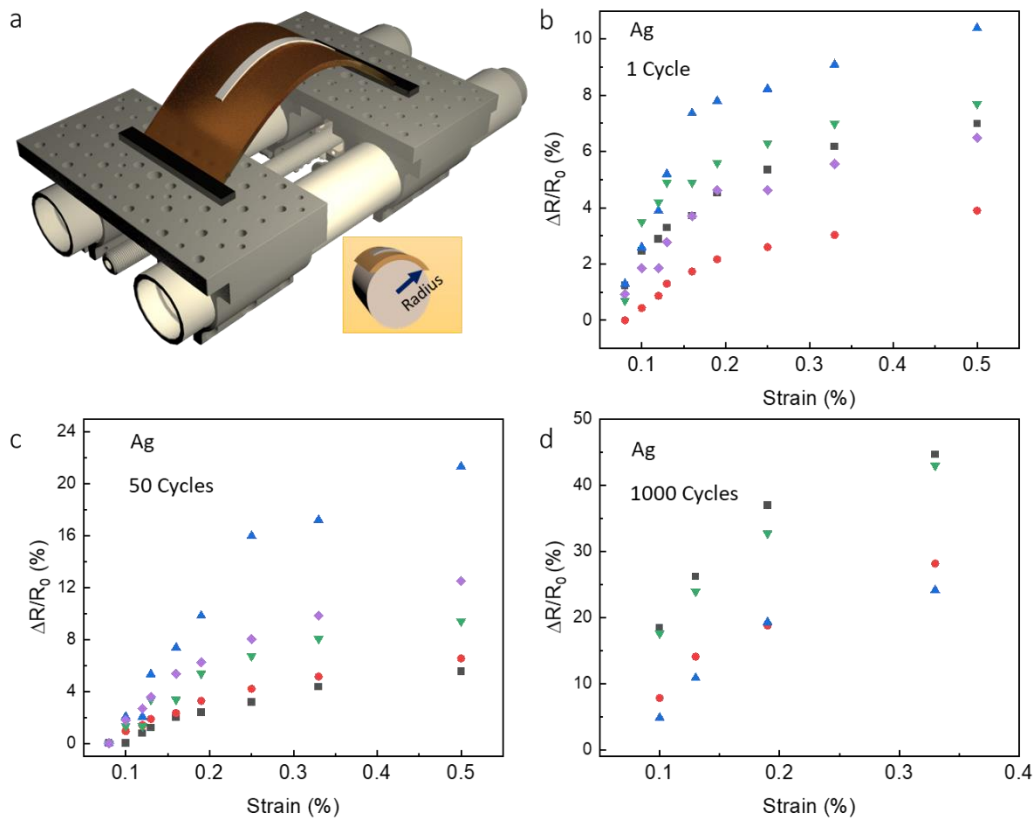 a
Radius
b
Ag
1 Cycle
10
8
6
4
2
0
ΔR/R₀ (%)
0.1 0.2 0.3 0.4 0.5
Strain (%)
c
Ag
50 Cycles
24
20
16
12
8
4
0
ΔR/R₀ (%)
0.1 0.2 0.3 0.4 0.5
Strain (%)
d
Ag
1000 Cycles
50
40
30
20
10
0
ΔR/R₀ (%)
0.1 0.2 0.3 0.4
Strain (%)